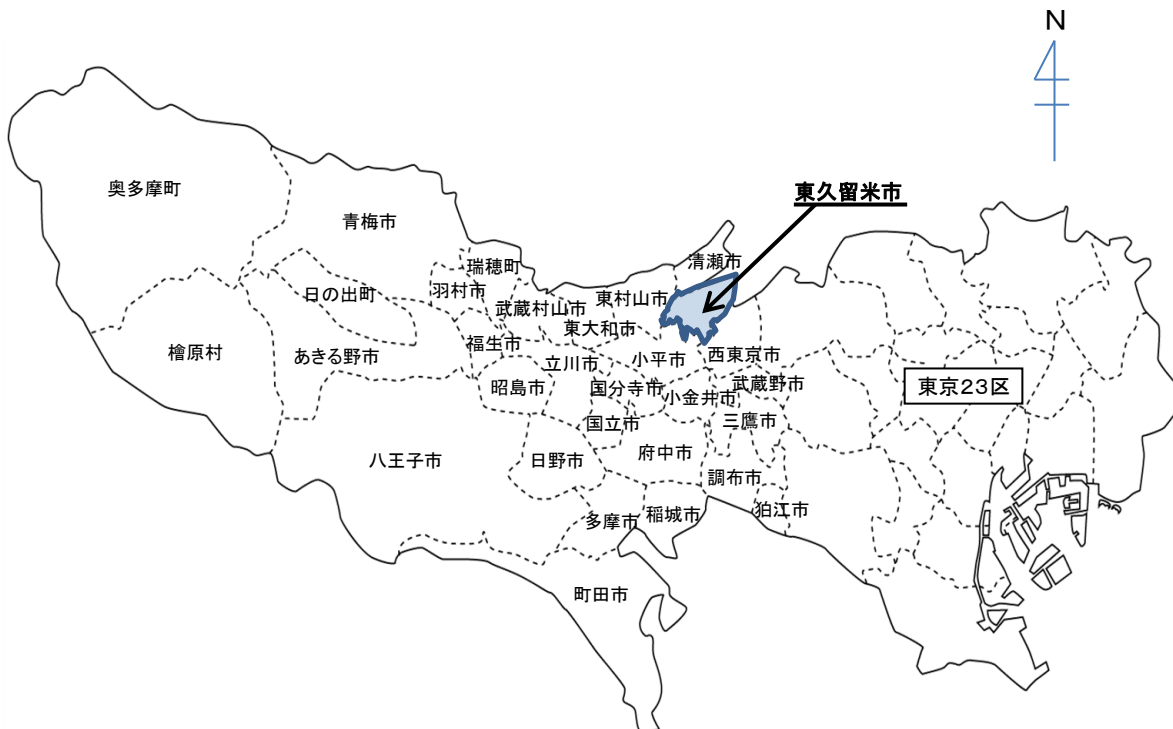 N
奥多摩町
東久留米市
青梅市
清瀬市
瑞穂町
羽村市
日の出町
東村山市
武蔵村山市
東大和市
福生市
檜原村
あきる野市
立川市
小平市
西東京市
昭島市
国分寺市
小金井市
武蔵野市
東京23区
国立市
三鷹市
八王子市
日野市
府中市
調布市
多摩市
稲城市
狛江市
町田市